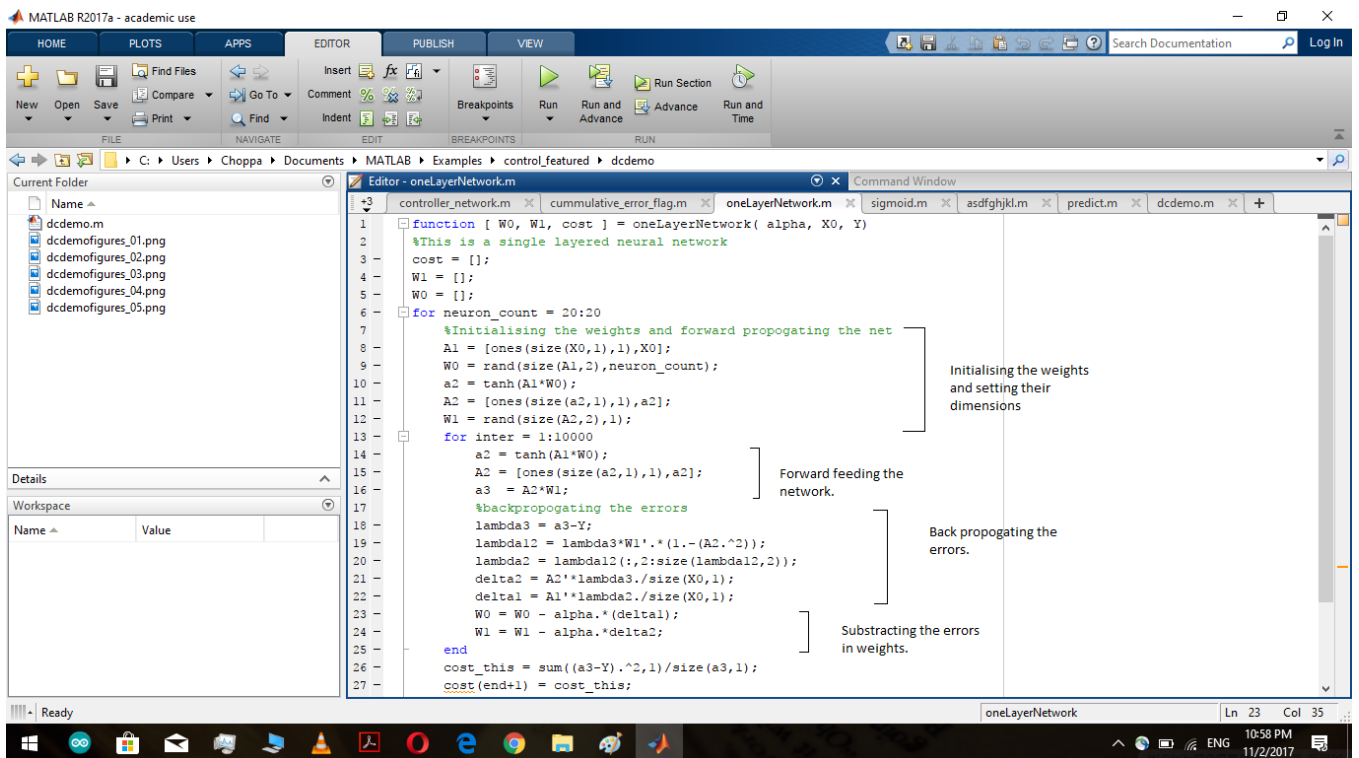 MATLAB R2017a - academic use
HOME PLOTS APPS EDITOR PUBLISH VIEW
Search Documentation
Log In
New Open Save
Find Files
Compare
Print
FILE
Go To
Find
NAVIGATE
Insert
Comment
Indent
EDIT
Breakpoints
BREAKPOINTS
Run
Run and Advance
Run Section
Advance
Run and Time
RUN
C: Users Choppa Documents MATLAB Examples control_featured dcdemo
Current Folder
Name
dcdemo.m
dcdemofigures_01.png
dcdemofigures_02.png
dcdemofigures_03.png
dcdemofigures_04.png
dcdemofigures_05.png
Details
Workspace
Name Value
Editor - oneLayerNetwork.m
Command Window
+3 controller_network.m cummulative_error_flag.m oneLayerNetwork.m sigmoid.m asdfghjkl.m predict.m dcdemo.m +
1 function [ W0, W1, cost ] = oneLayerNetwork( alpha, X0, Y)
2 %This is a single layered neural network
3 - cost = [];
4 - W1 = [];
5 - W0 = [];
6 - for neuron_count = 20:20
7 %Initialising the weights and forward propogating the net
8 - A1 = [ones(size(X0,1),1),X0];
9 - W0 = rand(size(A1,2),neuron_count);
10 - a2 = tanh(A1*W0);
11 - A2 = [ones(size(a2,1),1),a2];
12 - W1 = rand(size(A2,2),1);
13 - for inter = 1:10000
14 - a2 = tanh(A1*W0);
15 - A2 = [ones(size(a2,1),1),a2];
16 - a3  = A2*W1;
17 %backpropogating the errors
18 - lambda3 = a3-Y;
19 - lambda12 = lambda3*W1'.*(1.-(A2.^2));
20 - lambda2 = lambda12(:,2:size(lambda12,2));
21 - delta2 = A2'*lambda3./size(X0,1);
22 - delta1 = A1'*lambda2./size(X0,1);
23 - W0 = W0 - alpha.*(delta1);
24 - W1 = W1 - alpha.*delta2;
25 - end
26 - cost_this = sum((a3-Y).^2,1)/size(a3,1);
27 - cost(end+1) = cost_this;
Initialising the weights
and setting their
dimensions
Forward feeding the
network.
Back propogating the
errors.
Substracting the errors
in weights.
Ready
oneLayerNetwork
Ln 23 Col 35
ENG
10:58 PM
11/2/2017